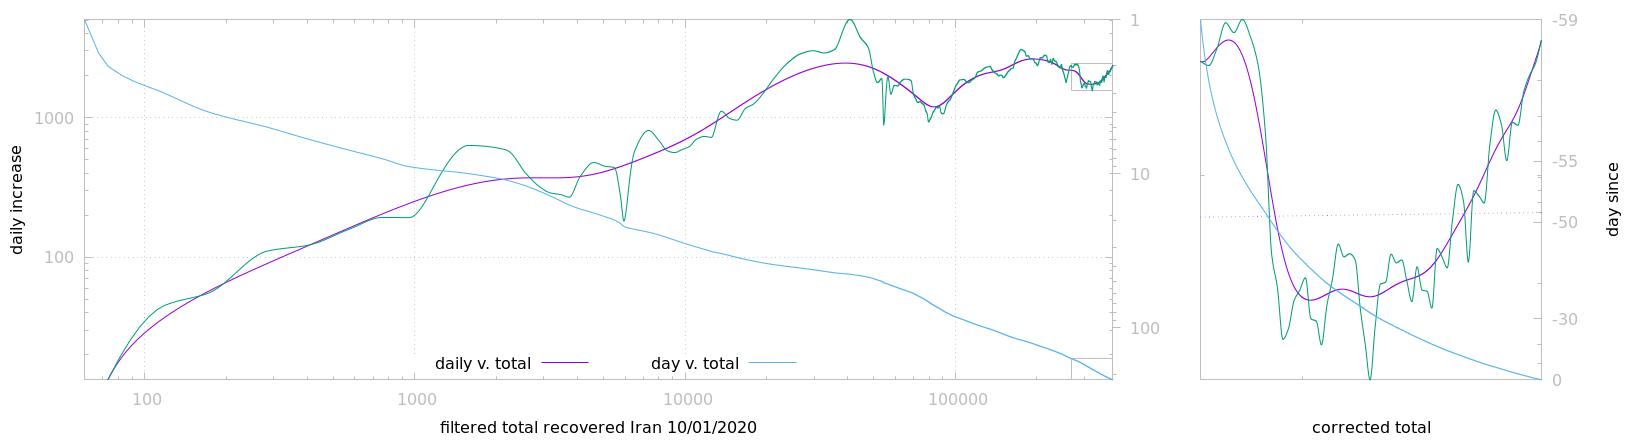 1
-59
1000
daily increase
10
-55
-50
day since
100
100
-30
daily v. total
day v. total
0
100
1000
10000
100000
filtered total recovered Iran 10/01/2020
corrected total